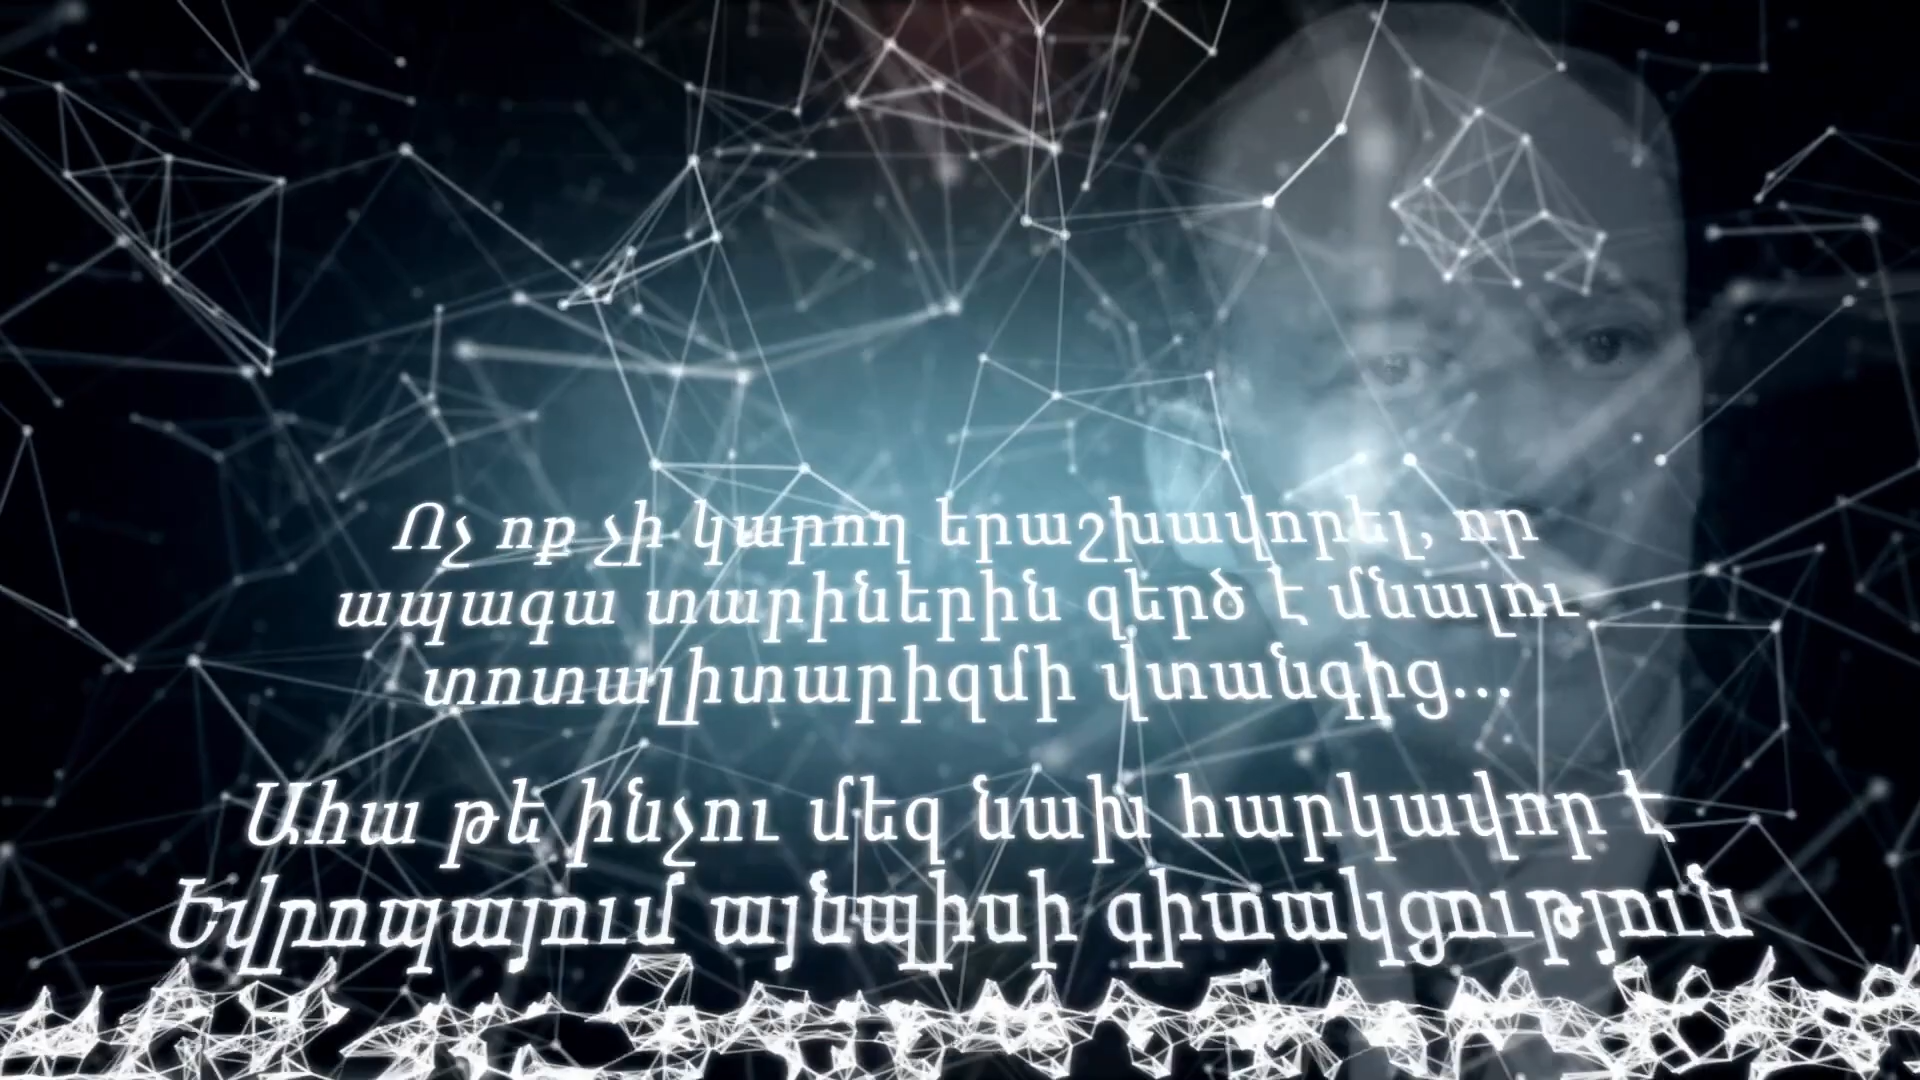 Ոչ ոք չի կարող երաշխավորել, որ
ապագա տարիներին զերծ է մնալու
տոտալիտարիզմի վտանգից...
Ահա թե ինչու մեզ նախ հարկավոր է
Եվրոպայում այնպիսի գիտակցություն